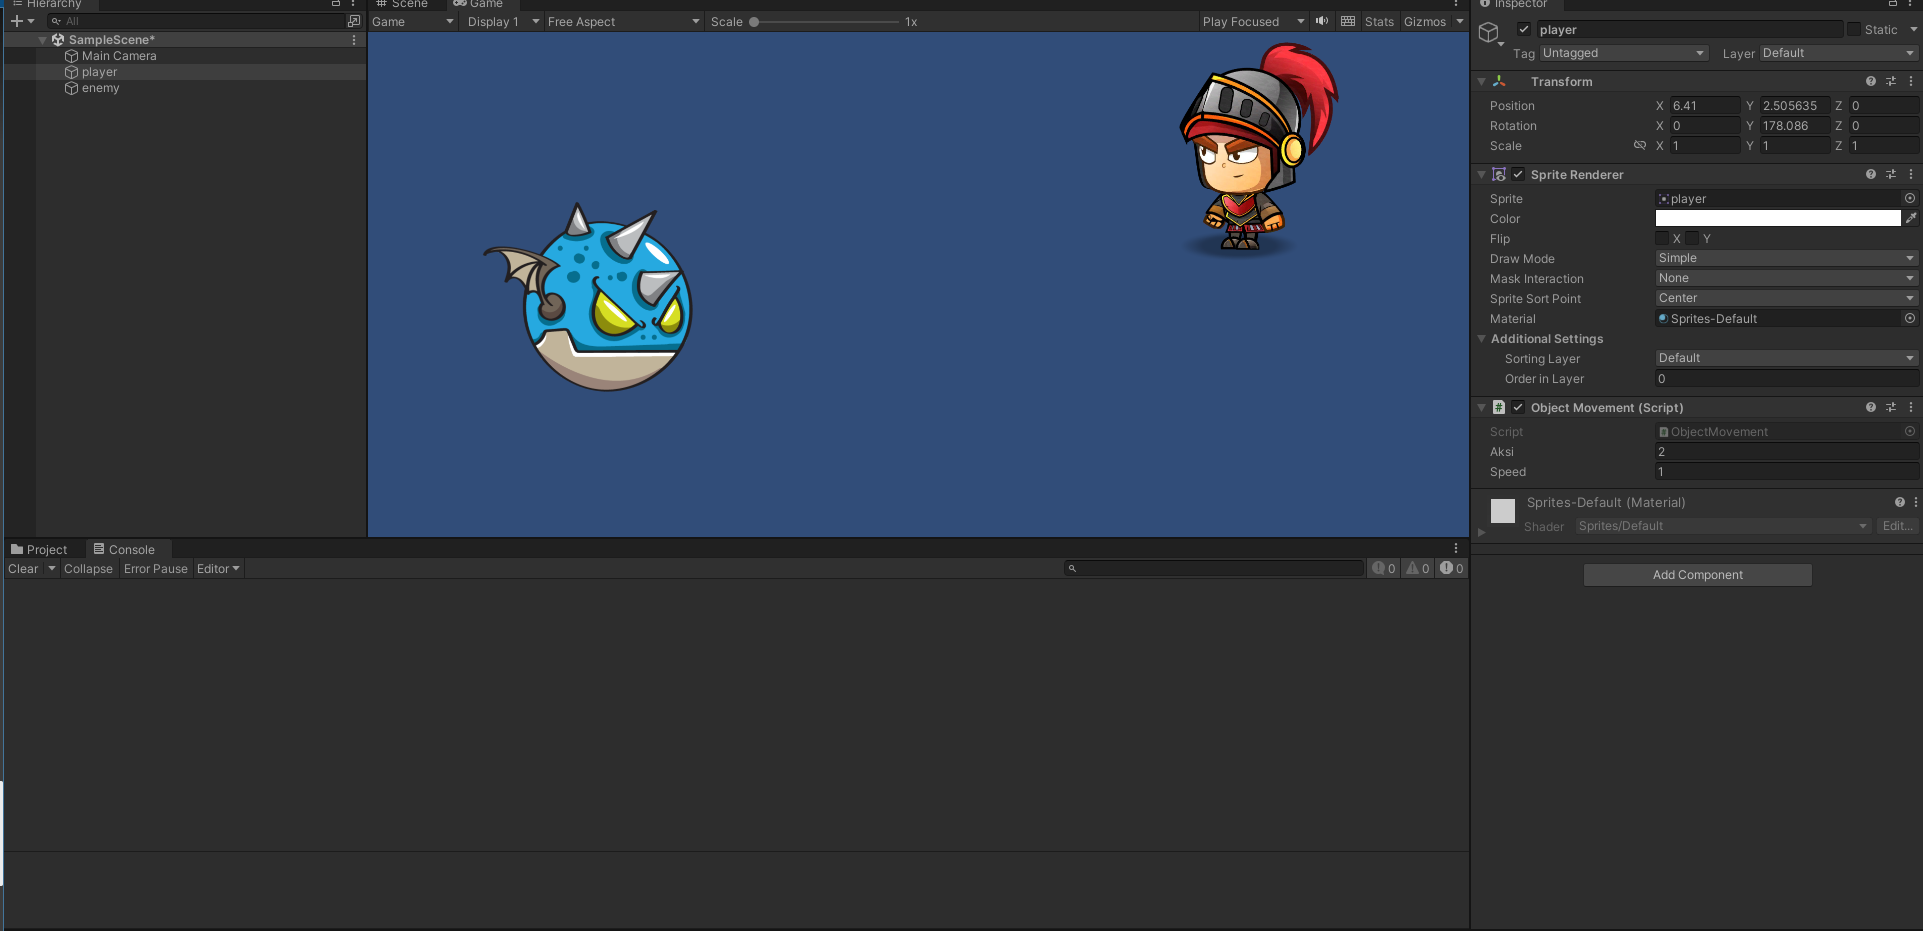 Hierarchy
All
SampleScene*
Main Camera
player
enemy
Scene
Game
Game
Display 1
Free Aspect
Scale
1x
Play Focused
Stats
Gizmos
Project
Console
Clear
Collapse
Error Pause
Editor
0
0
0
Inspector
player
Static
Tag Untagged
Layer Default
Transform
Position X 6.41 Y 2.505635 Z 0
Rotation X 0 Y 178.086 Z 0
Scale X 1 Y 1 Z 1
Sprite Renderer
Sprite player
Color
Flip X Y
Draw Mode Simple
Mask Interaction None
Sprite Sort Point Center
Material Sprites-Default
Additional Settings
Sorting Layer Default
Order in Layer 0
# Object Movement (Script)
Script ObjectMovement
Aksi 2
Speed 1
Sprites-Default (Material)
Shader Sprites/Default Edit...
Add Component